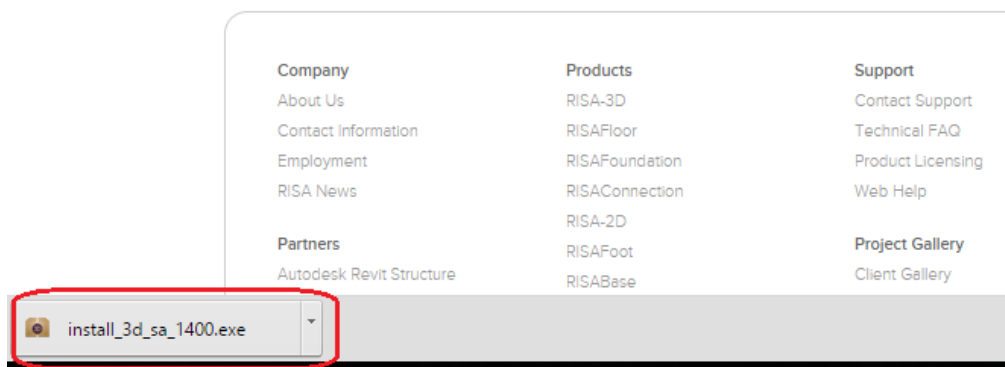 Company
About Us
Contact Information
Employment
RISA News
Partners
Autodesk Revit Structure
Products
RISA-3D
RISAFloor
RISAFoundation
RISAConnection
RISA-2D
RISAFoot
RISABase
Support
Contact Support
Technical FAQ
Product Licensing
Web Help
Project Gallery
Client Gallery
install_3d_sa_1400.exe